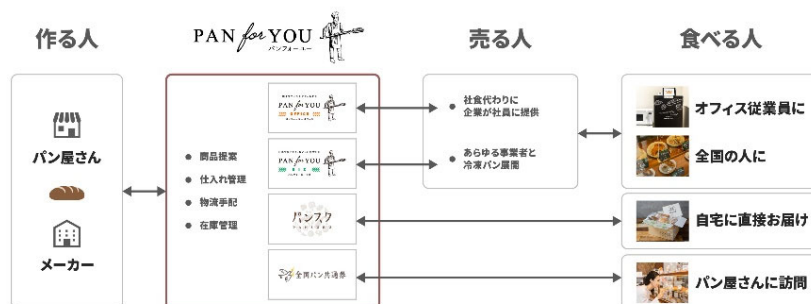 作る人
PAN for YOU
パンフォーユー
売る人
食べる人
パン屋さん
メーカー
商品提案
仕入れ管理
物流手配
在庫管理
PAN for YOU
OFFICE
PAN for YOU
パンスク
全国パン共通券
社食代わりに
企業が社員に提供
あらゆる事業者と
冷凍パン展開
オフィス従業員に
全国の人に
自宅に直接お届け
パン屋さんに訪問